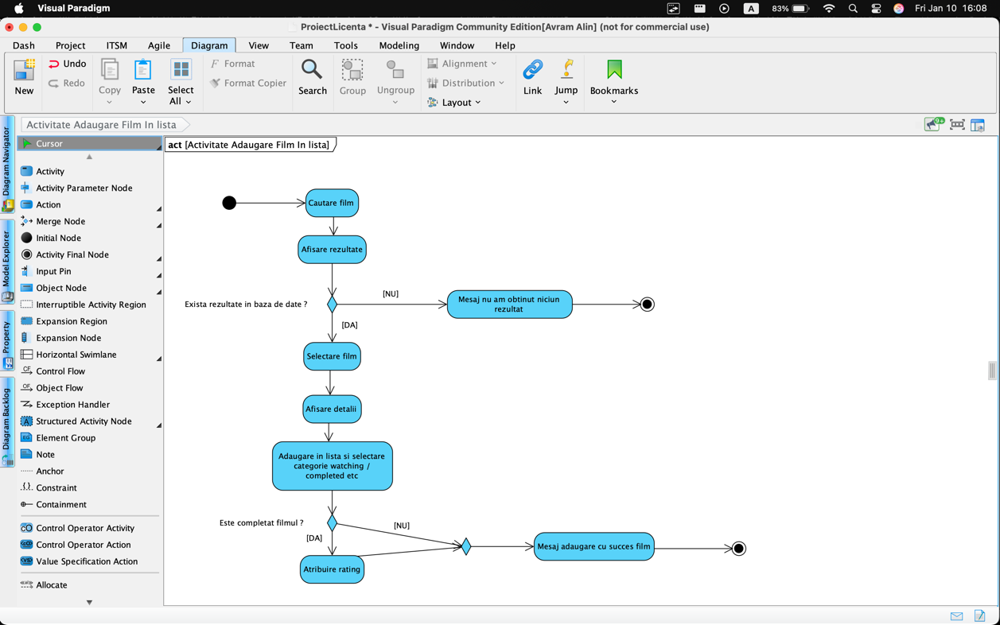 Visual Paradigm
A
83%
Fri Jan 10 16:08
ProiectLicenta * - Visual Paradigm Community Edition[Avram Alin] (not for commercial use)
Dash Project ITSM Agile Diagram View Team Tools Modeling Window Help
New
Undo
Redo
Copy
Paste
Select
All
Format
Format Copier
Search
Group
Ungroup
Alignment
Distribution
Layout
Link
Jump
Bookmarks
Activitate Adaugare Film In lista
9+
Diagram Navigator
Model Explorer
Property
Diagram Backlog
Cursor
Activity
Activity Parameter Node
Action
Merge Node
Initial Node
Activity Final Node
Input Pin
Object Node
Interruptible Activity Region
Expansion Region
Expansion Node
Horizontal Swimlane
CF Control Flow
OF Object Flow
Exception Handler
A Structured Activity Node
EG Element Group
Note
Anchor
{ } Constraint
Containment
cO Control Operator Activity
«cO» Control Operator Action
«vs» Value Specification Action
Allocate
act [Activitate Adaugare Film In lista]
Cautare film
Afisare rezultate
Exista rezultate in baza de date ?
[NU]
Mesaj nu am obtinut niciun
rezultat
[DA]
Selectare film
Afisare detalii
Adaugare in lista si selectare
categorie watching /
completed etc
Este completat filmul ?
[NU]
[DA]
Mesaj adaugare cu succes film
Atribuire rating